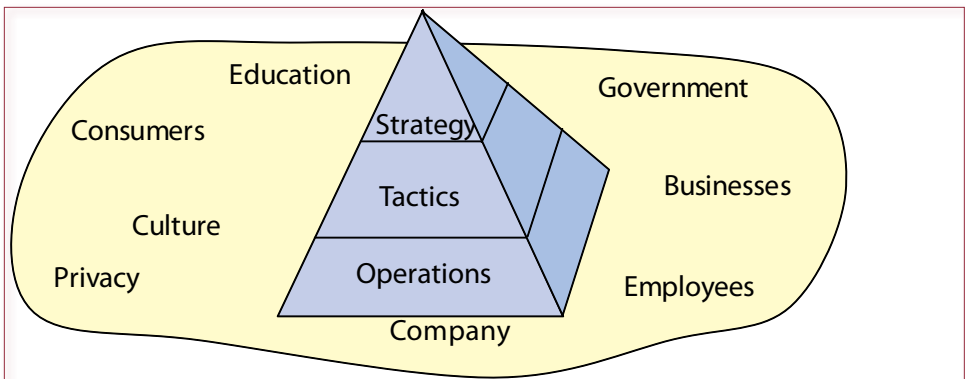 Education
Government
Consumers
Strategy
Businesses
Tactics
Culture
Operations
Privacy
Employees
Company